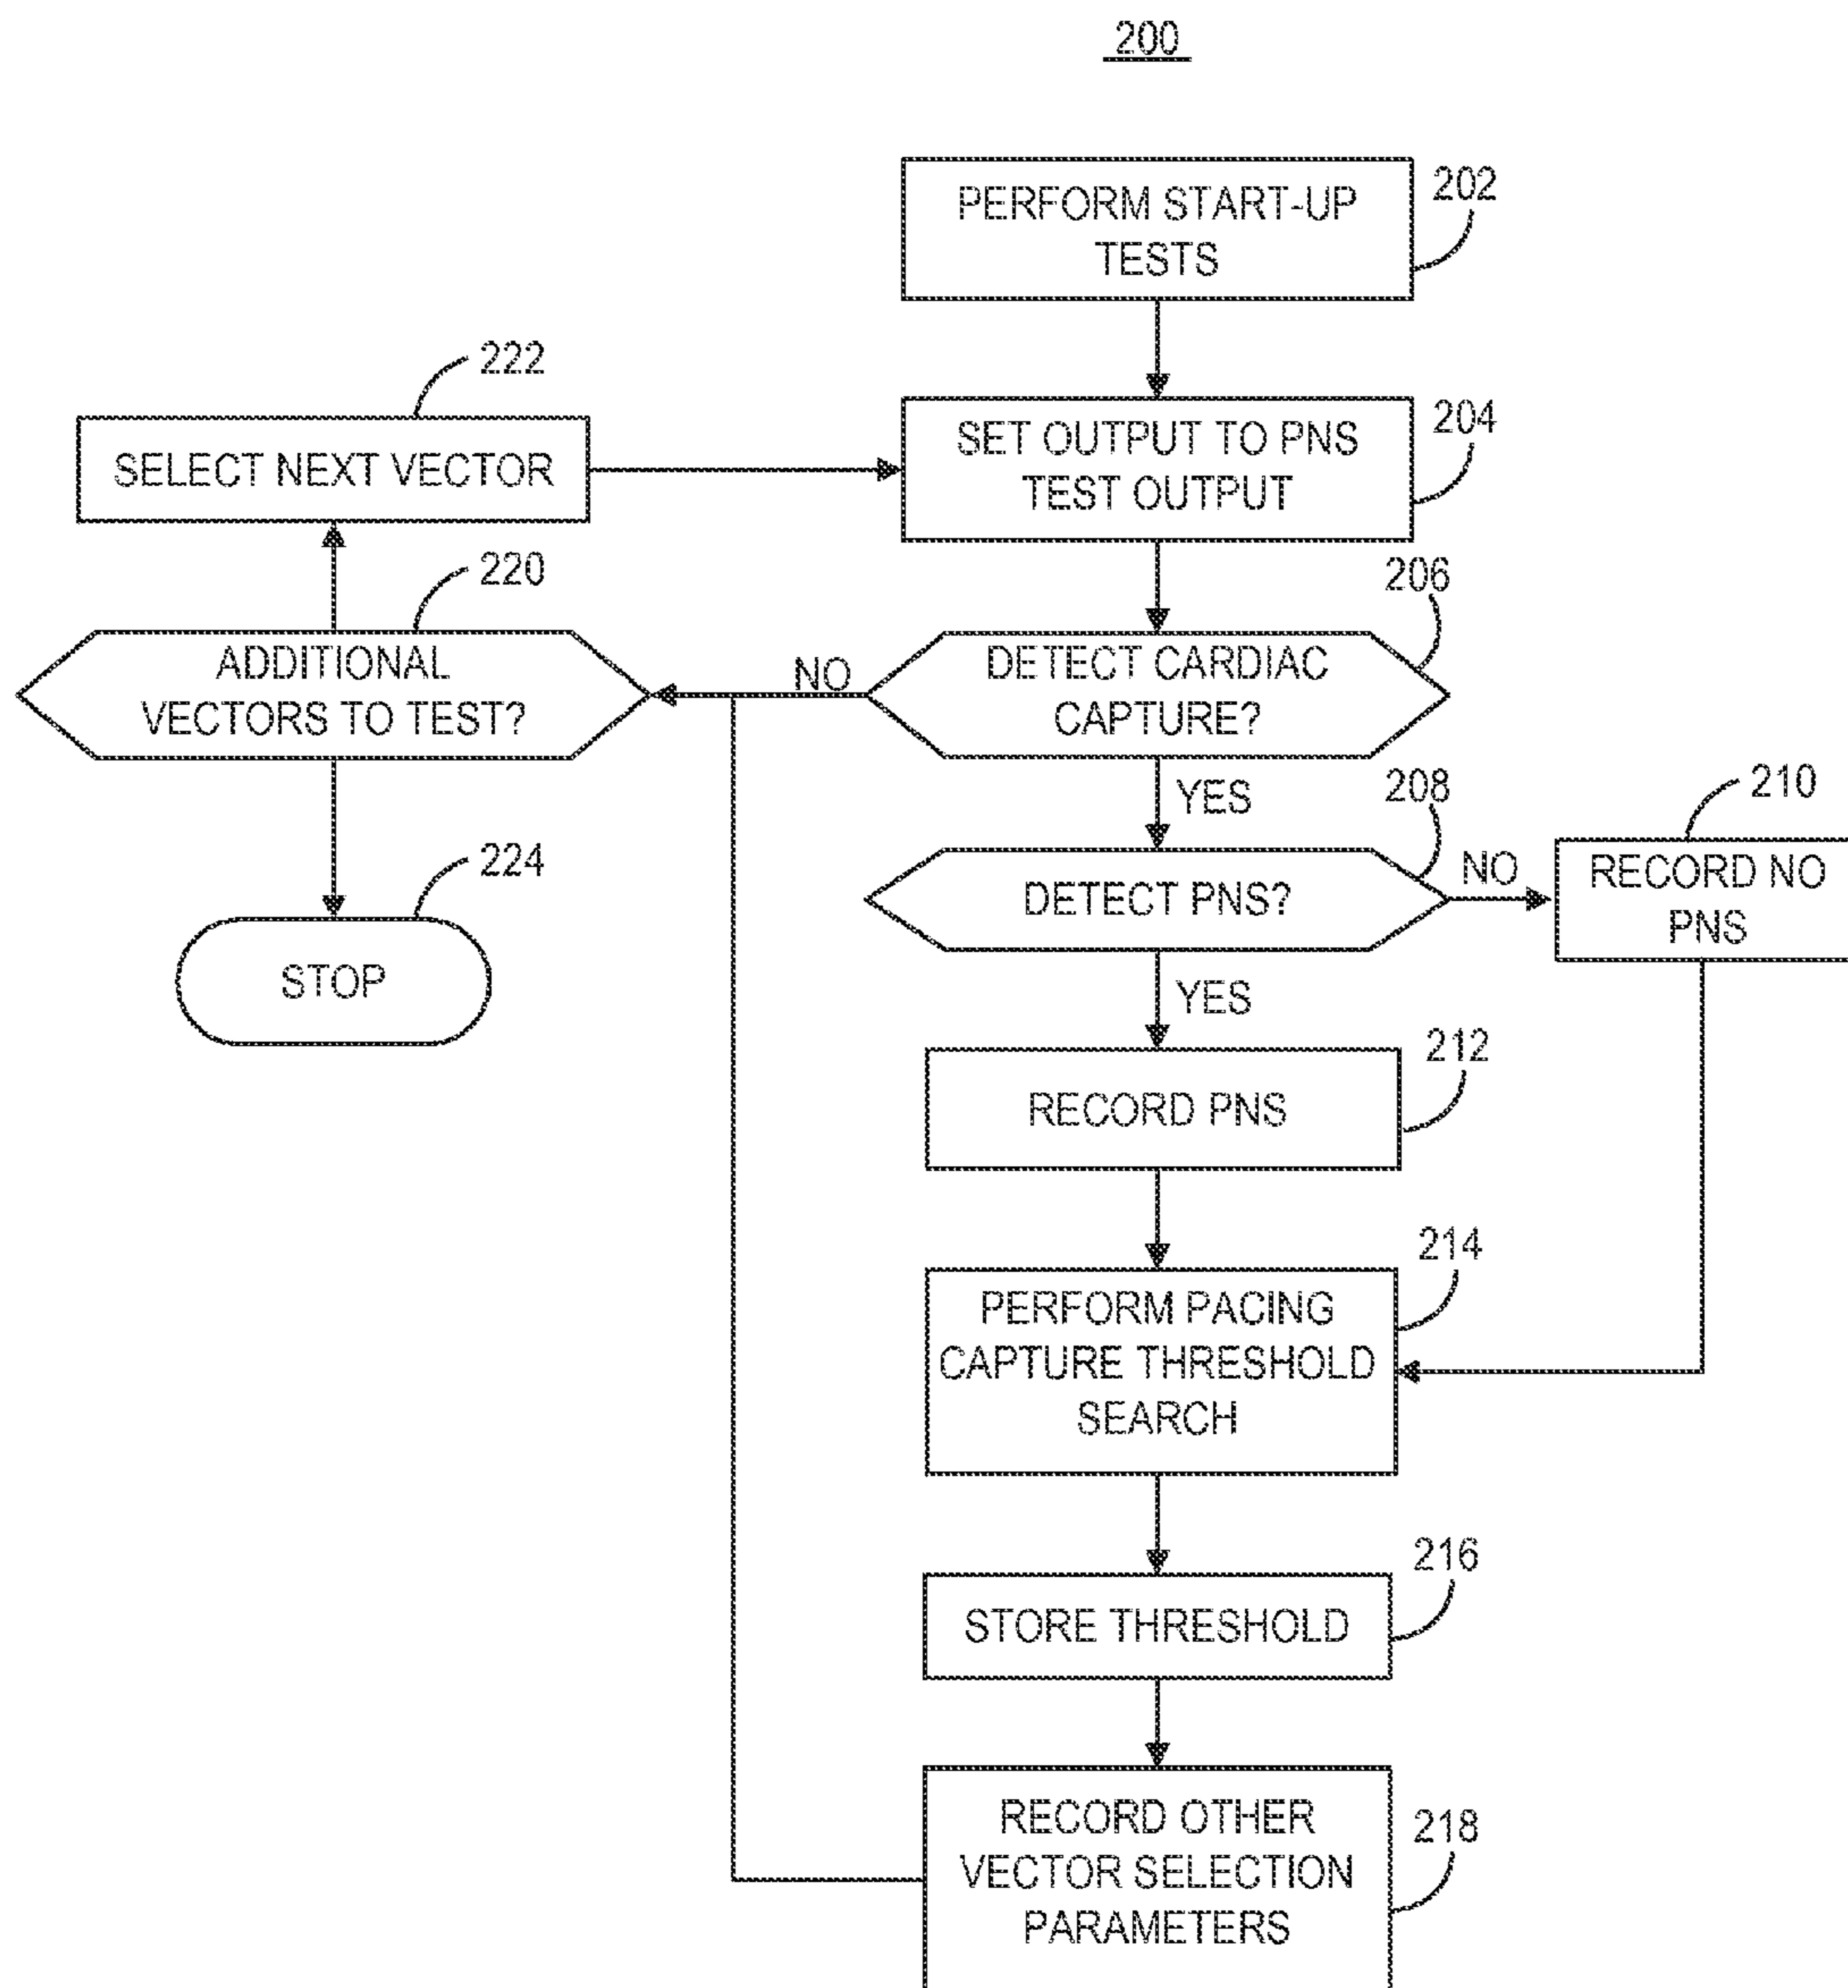 200
PERFORM START-UP
TESTS
202
222
SELECT NEXT VECTOR
SET OUTPUT TO PNS
TEST OUTPUT
204
220
ADDITIONAL
VECTORS TO TEST?
NO
DETECT CARDIAC
CAPTURE?
206
YES
224
STOP
DETECT PNS?
208
NO
210
RECORD NO
PNS
YES
RECORD PNS
212
PERFORM PACING
CAPTURE THRESHOLD
SEARCH
214
STORE THRESHOLD
216
RECORD OTHER
VECTOR SELECTION
PARAMETERS
218